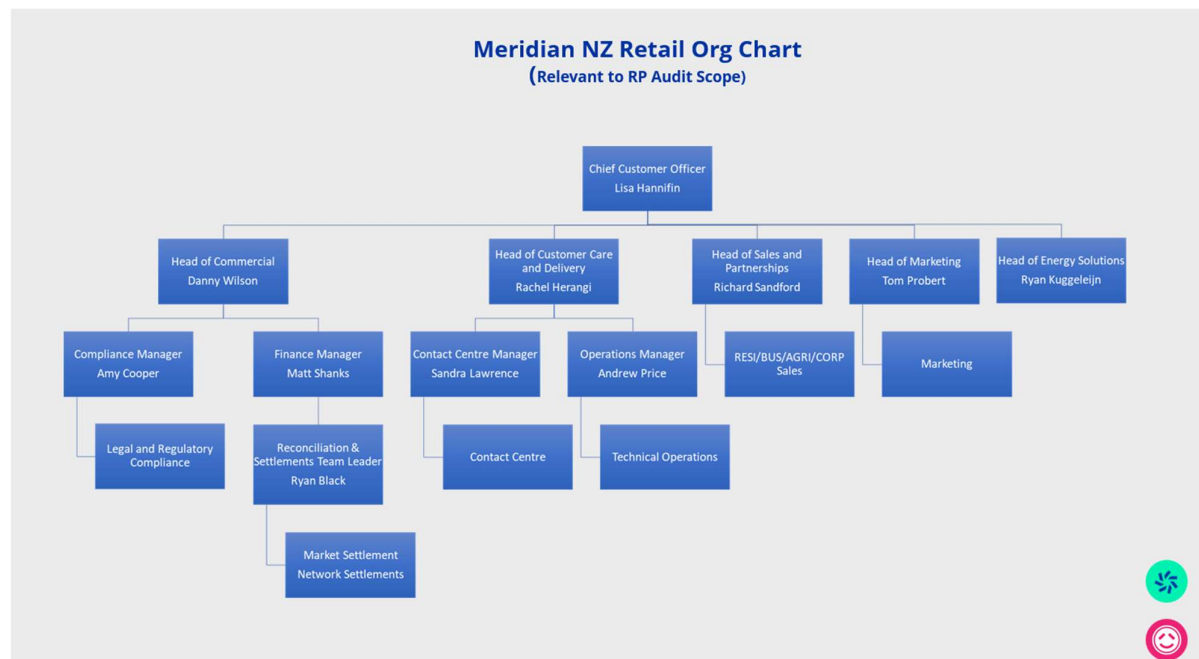 Meridian NZ Retail Org Chart
(Relevant to RP Audit Scope)
Chief Customer Officer
Lisa Hannifin
Head of Commercial
Danny Wilson
Head of Customer Care
and Delivery
Rachel Herangi
Head of Sales and
Partnerships
Richard Sandford
Head of Marketing
Tom Probert
Head of Energy Solutions
Ryan Kuggeleijn
Compliance Manager
Amy Cooper
Finance Manager
Matt Shanks
Contact Centre Manager
Sandra Lawrence
Operations Manager
Andrew Price
RESI/BUS/AGRI/CORP
Sales
Marketing
Legal and Regulatory
Compliance
Reconciliation &
Settlements Team Leader
Ryan Black
Contact Centre
Technical Operations
Market Settlement
Network Settlements